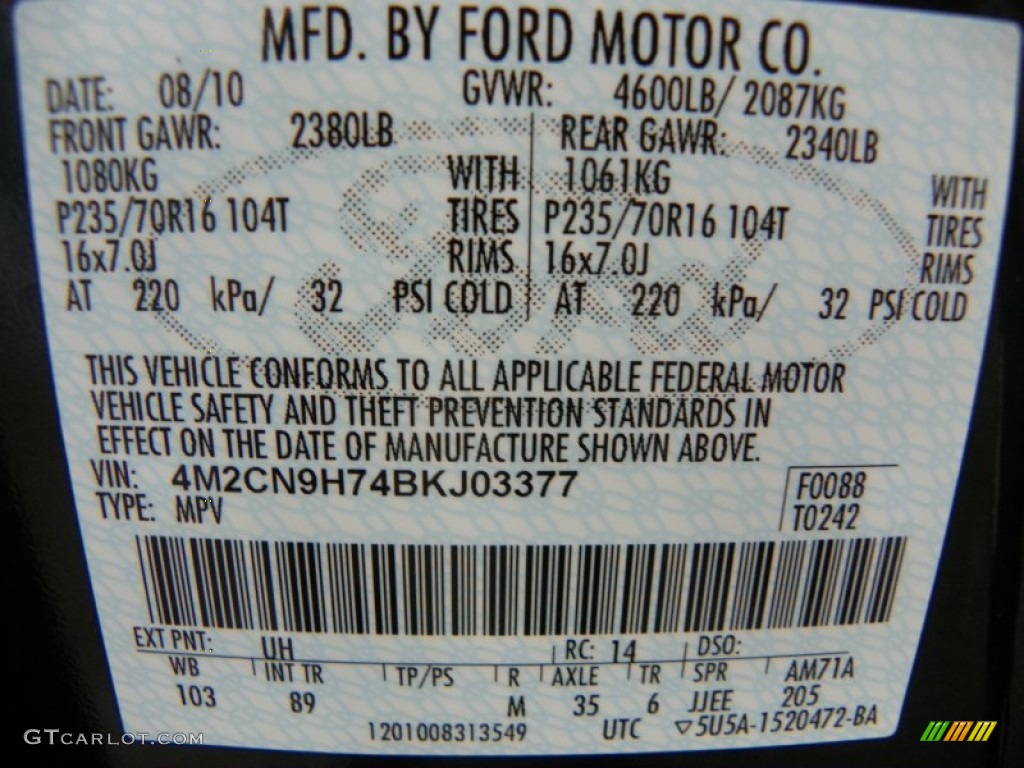 MFD. BY FORD MOTOR CO.
DATE: 08/10 GVWR: 4600LB/ 2087KG
FRONT GAWR: 2380LB REAR GAWR: 2340LB
1080KG WITH 1061KG WITH
P235/70R16 104T TIRES P235/70R16 104T TIRES
16x7.0J RIMS 16x7.0J RIMS
AT 220 kPa/ 32 PSI COLD AT 220 kPa/ 32 PSI COLD
Ford
THIS VEHICLE CONFORMS TO ALL APPLICABLE FEDERAL MOTOR
VEHICLE SAFETY AND THEFT PREVENTION STANDARDS IN
EFFECT ON THE DATE OF MANUFACTURE SHOWN ABOVE.
VIN: 4M2CN9H74BKJ03377 F0088
TYPE: MPV T0242
EXT PNT: UH RC: 14 DSO:
WB INT TR TP/PS R AXLE TR SPR AM71A
103 89 M 35 6 JJEE 205
1201008313549 UTC ▽5U5A-1520472-BA
GTCARLOT.COM